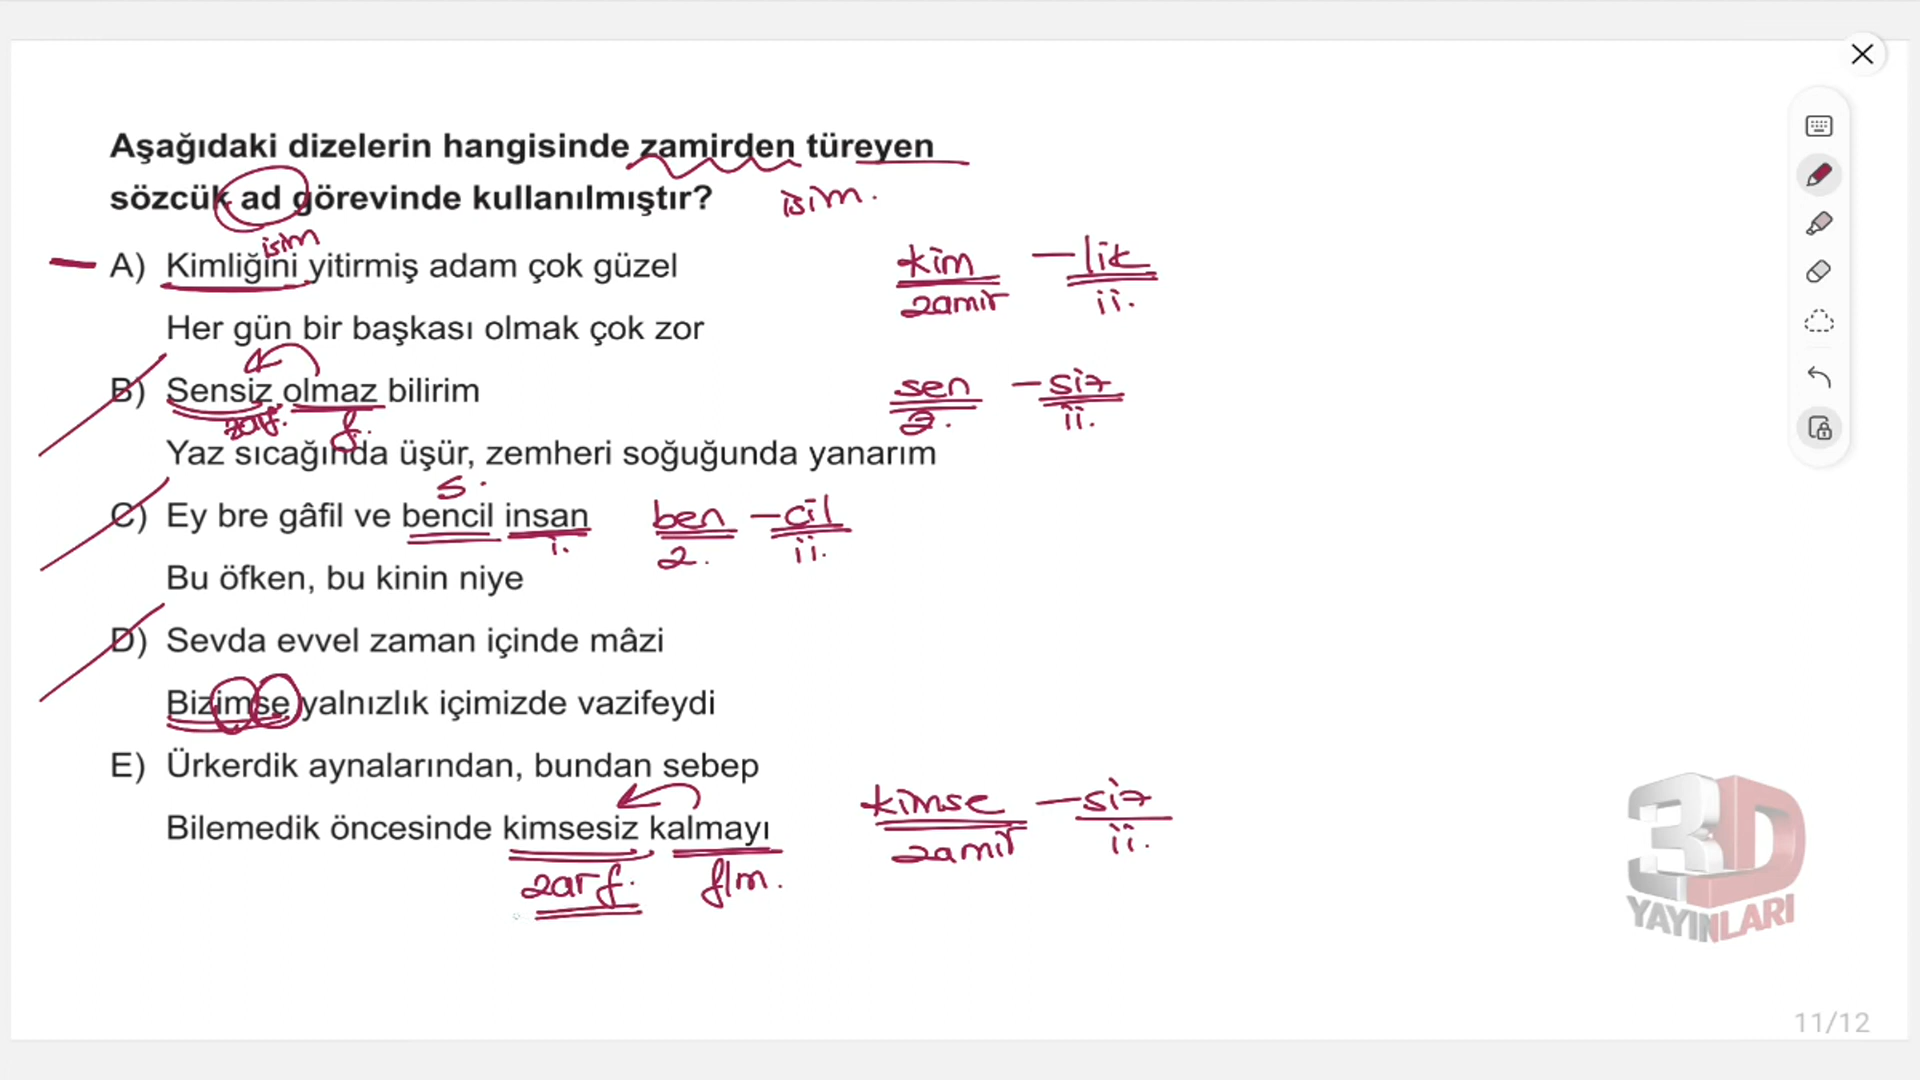 Aşağıdaki dizelerin hangisinde zamirden türeyen
sözcük ad görevinde kullanılmıştır?
isim.
isim
A) Kimliğini yitirmiş adam çok güzel
kim -lik
zamir ii.
Her gün bir başkası olmak çok zor
B) Sensiz olmaz bilirim
sen -siz
zarf. f. z. ii.
Yaz sıcağında üşür, zemheri soğuğunda yanarım
s.
C) Ey bre gâfil ve bencil insan
ben -cil
i. z. ii.
Bu öfken, bu kinin niye
D) Sevda evvel zaman içinde mâzi
Bizimse yalnızlık içimizde vazifeydi
E) Ürkerdik aynalarından, bundan sebep
kimse -siz
Bilemedik öncesinde kimsesiz kalmayı
zamir ii.
zarf. flm.
3D
YAYINLARI
11/12